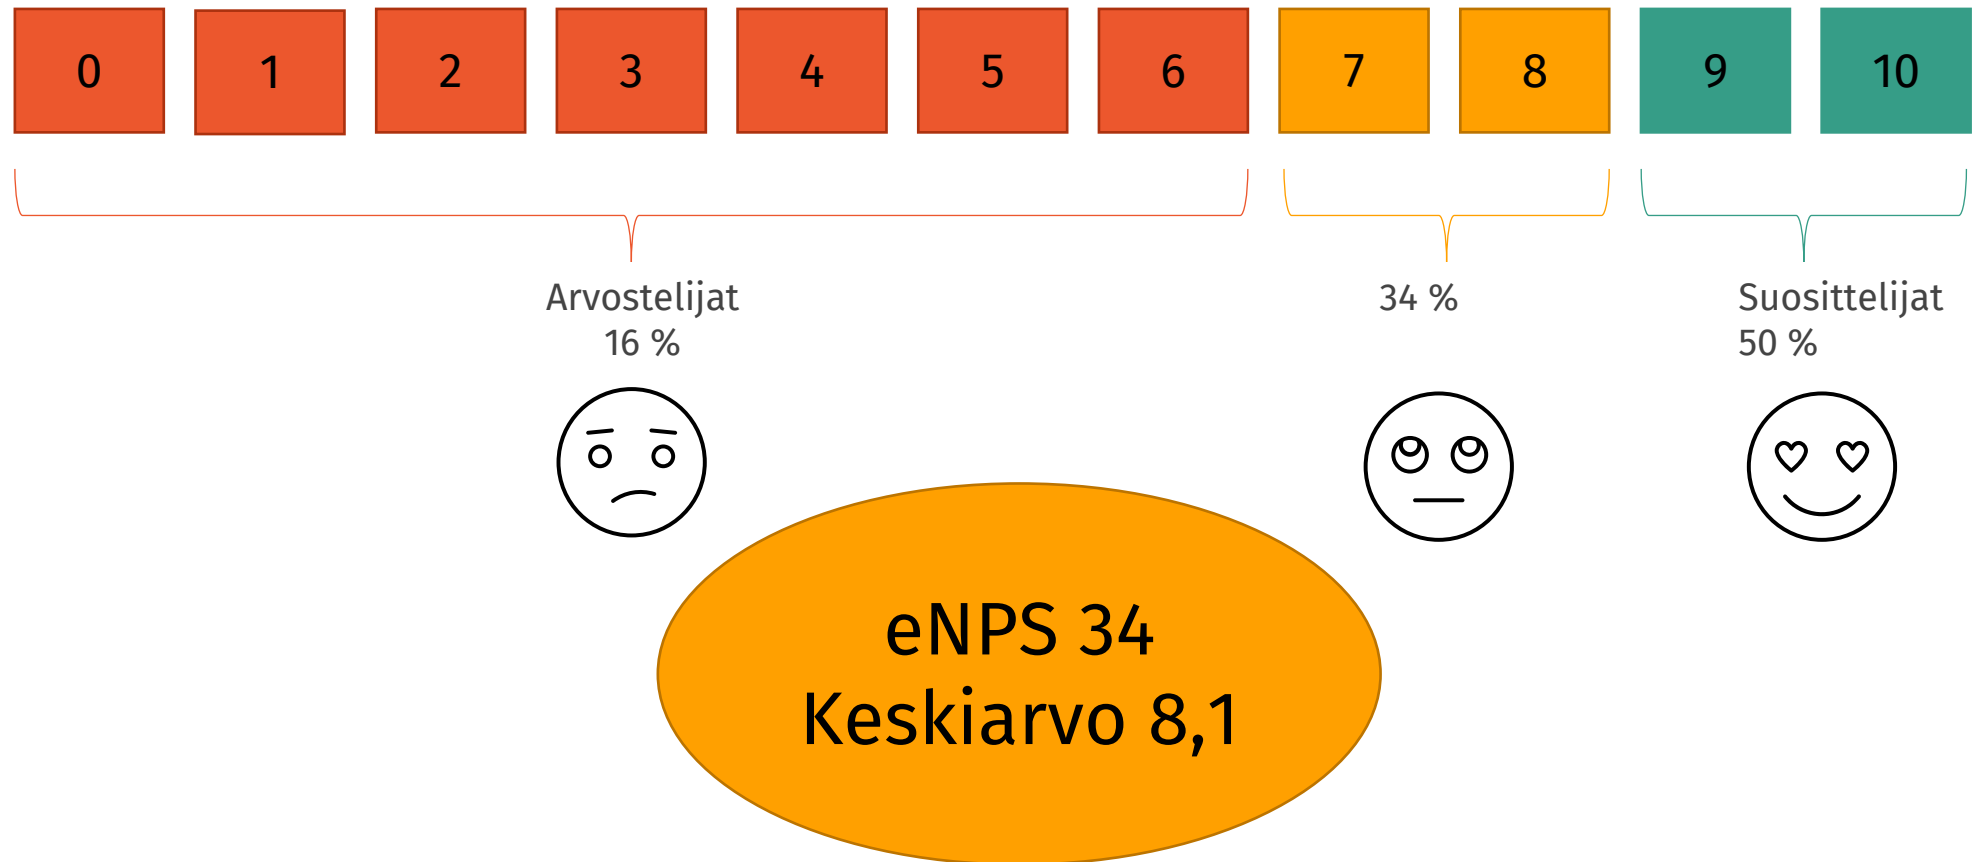 0 1 2 3 4 5 6 7 8 9 10
Arvostelijat
16 %
34 %
Suosittelijat
50 %
eNPS 34
Keskiarvo 8,1